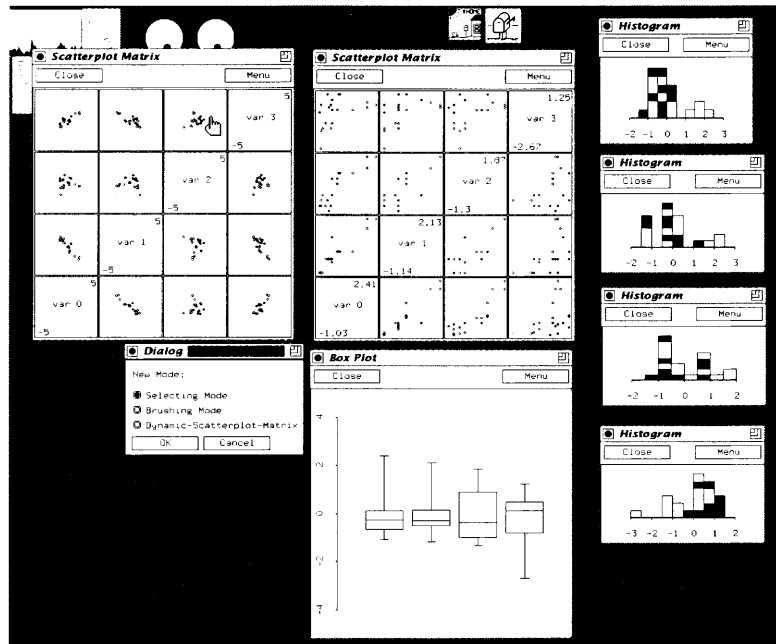 XHOME
Scatterplot Matrix
Close Menu
5
var 3
-5
5
var 2
-5
5
var 1
-5
5
var 0
-5
Scatterplot Matrix
Close Menu
1.25
var 3
-2.67
1.87
var 2
-1.3
2.13
var 1
-1.14
2.41
var 0
-1.03
Histogram
Close Menu
-2 -1 0 1 2 3
Histogram
Close Menu
-2 -1 0 1 2 3
Histogram
Close Menu
-2 -1 0 1 2
Histogram
Close Menu
-3 -2 -1 0 1 2
Dialog
New Mode:
Selecting Mode
Brushing Mode
Dynamic-Scatterplot-Matrix
OK Cancel
Box Plot
Close Menu
4
2
0
-2
-4